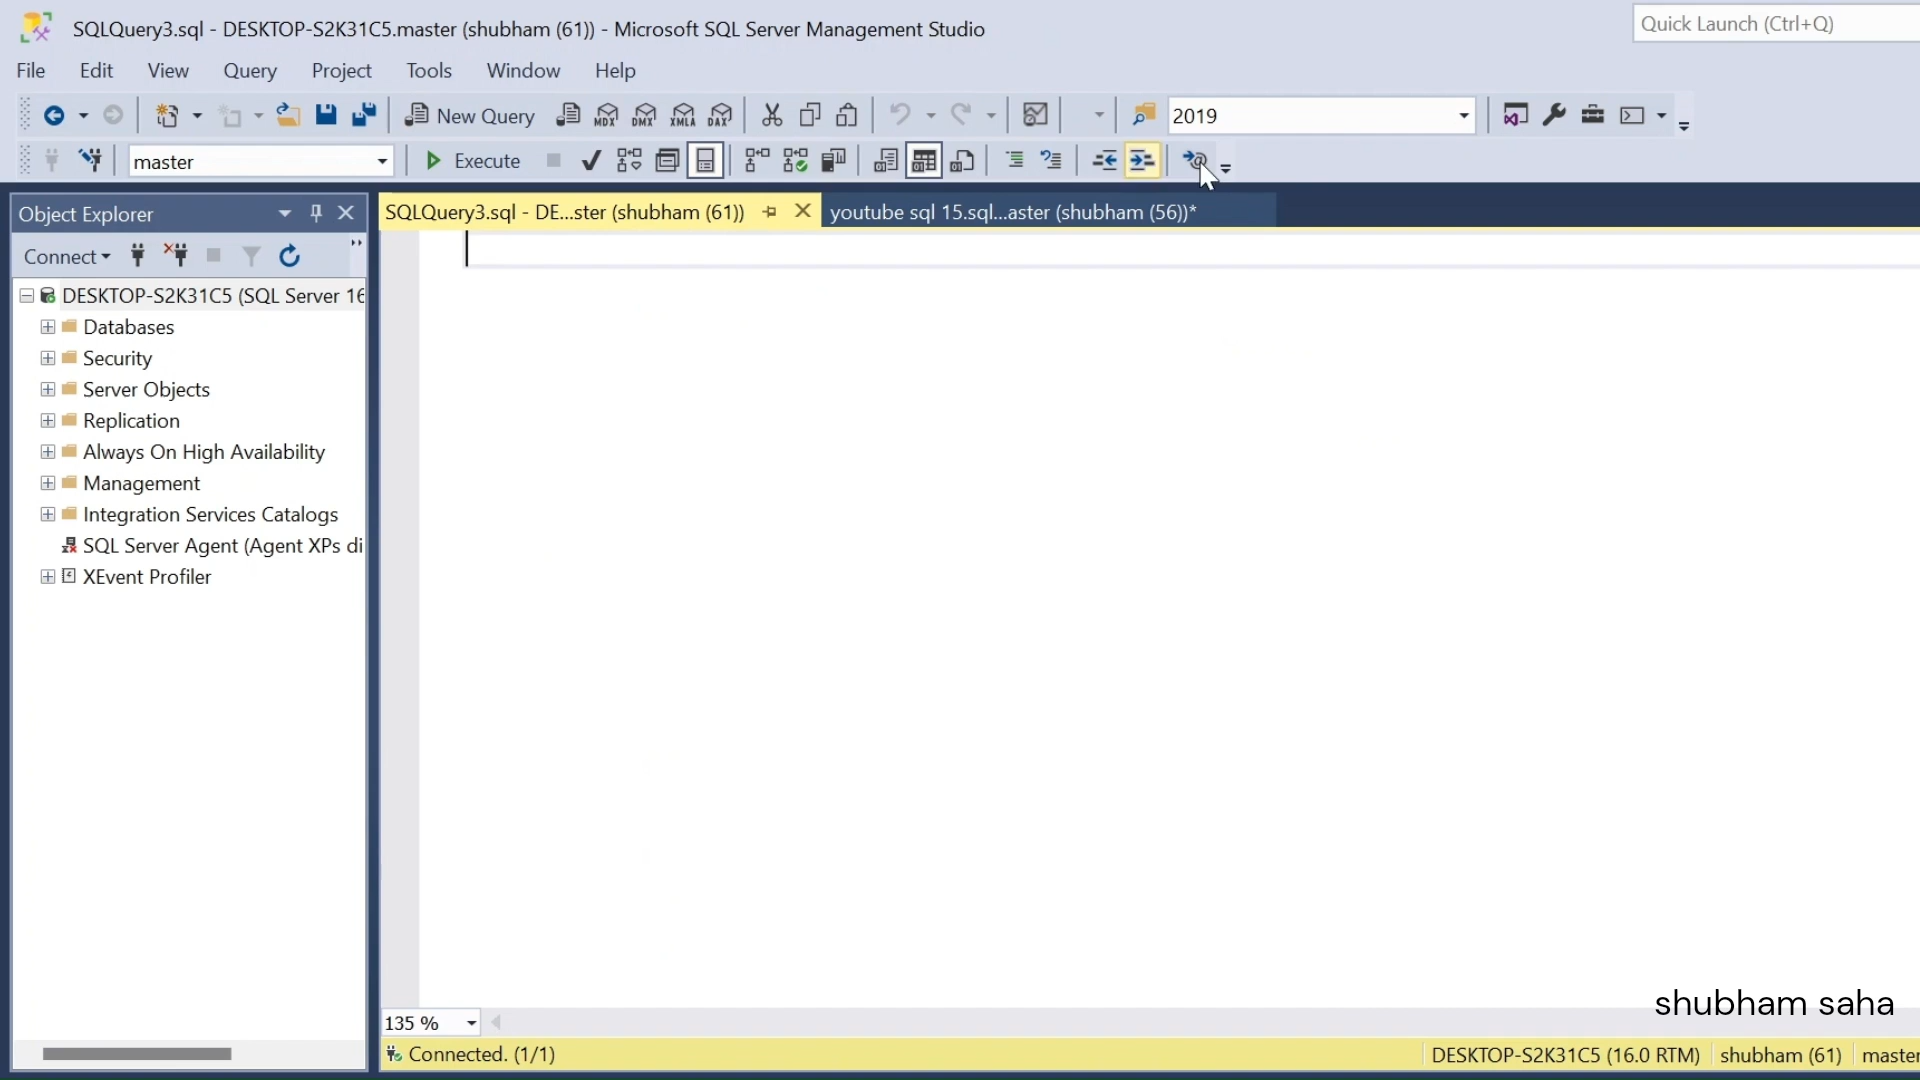 SQLQuery3.sql - DESKTOP-S2K31C5.master (shubham (61)) - Microsoft SQL Server Management Studio
Quick Launch (Ctrl+Q)
File Edit View Query Project Tools Window Help
New Query MDX DMX XMLA DAX 2019
master Execute
Object Explorer
SQLQuery3.sql - DE...ster (shubham (61)) youtube sql 15.sql...aster (shubham (56))*
Connect
DESKTOP-S2K31C5 (SQL Server 16
Databases
Security
Server Objects
Replication
Always On High Availability
Management
Integration Services Catalogs
SQL Server Agent (Agent XPs di
XEvent Profiler
shubham saha
135 %
Connected. (1/1) DESKTOP-S2K31C5 (16.0 RTM) shubham (61) master